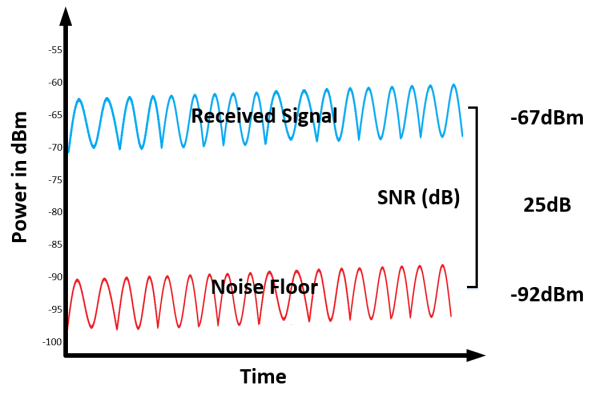 Power in dBm
-55
-60
-65
-70
-75
-80
-85
-90
-95
-100
Received Signal
Noise Floor
SNR (dB)
-67dBm
25dB
-92dBm
Time